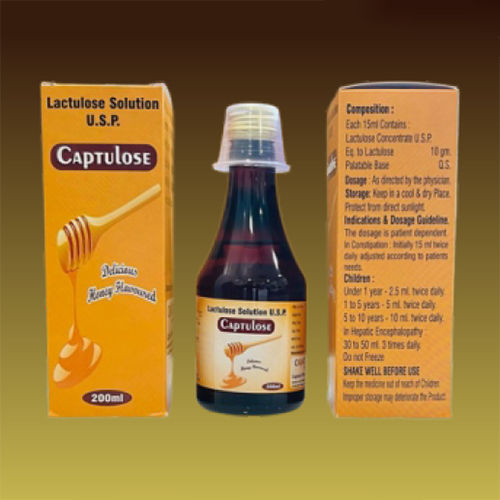 Lactulose Solution
U.S.P.
CAPTULOSE
Delicious
Honey Flavoured
200ml
Lactulose Solution U.S.P.
CAPTULOSE
Delicious
Honey Flavoured
200ml
Composition :
Each 15ml Contains :
Lactulose Concentrate U.S.P.
Eq. to Lactulose 10 gm.
Palatable Base Q.S.
Dosage : As directed by the physician.
Storage: Keep in a cool & dry Place.
Protect from direct sunlight.
Indications & Dosage Guideline.
The dosage is patient dependent.
In Constipation : Initially 15 ml twice
daily adjusted according to patients
needs.
Children :
Under 1 year - 2.5 ml. twice daily.
1 to 5 years - 5 ml. twice daily.
5 to 10 years - 10 ml. twice daily.
In Hepatic Encephalopathy :
30 to 50 ml. 3 times daily.
Do not Freeze
SHAKE WELL BEFORE USE
Keep the medicine out of reach of Children.
Improper storage may deteriorate the Product.